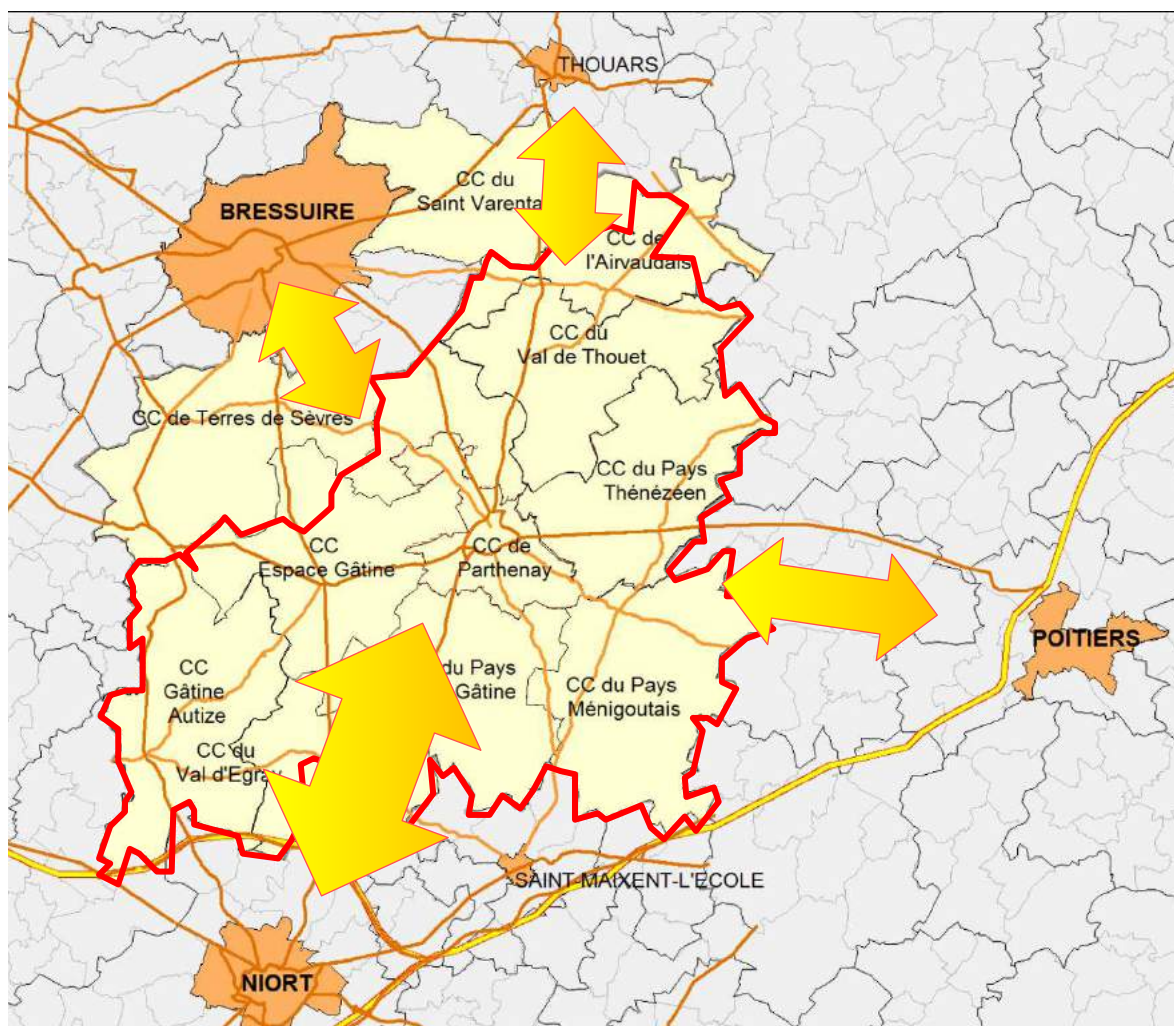 THOUARS
CC du
Saint Varenta
BRESSUIRE
CC de
l'Airvaudais
CC du
Val de Thouet
CC de Terres de Sèvres
CC du Pays
Thénézéen
CC
Espace Gâtine
CC de
Parthenay
POITIERS
CC
Gâtine
Autize
du Pays
Gâtine
CC du Pays
Ménigoutais
CC du
Val d'Egray
SAINT-MAIXENT-L'ECOLE
NIORT